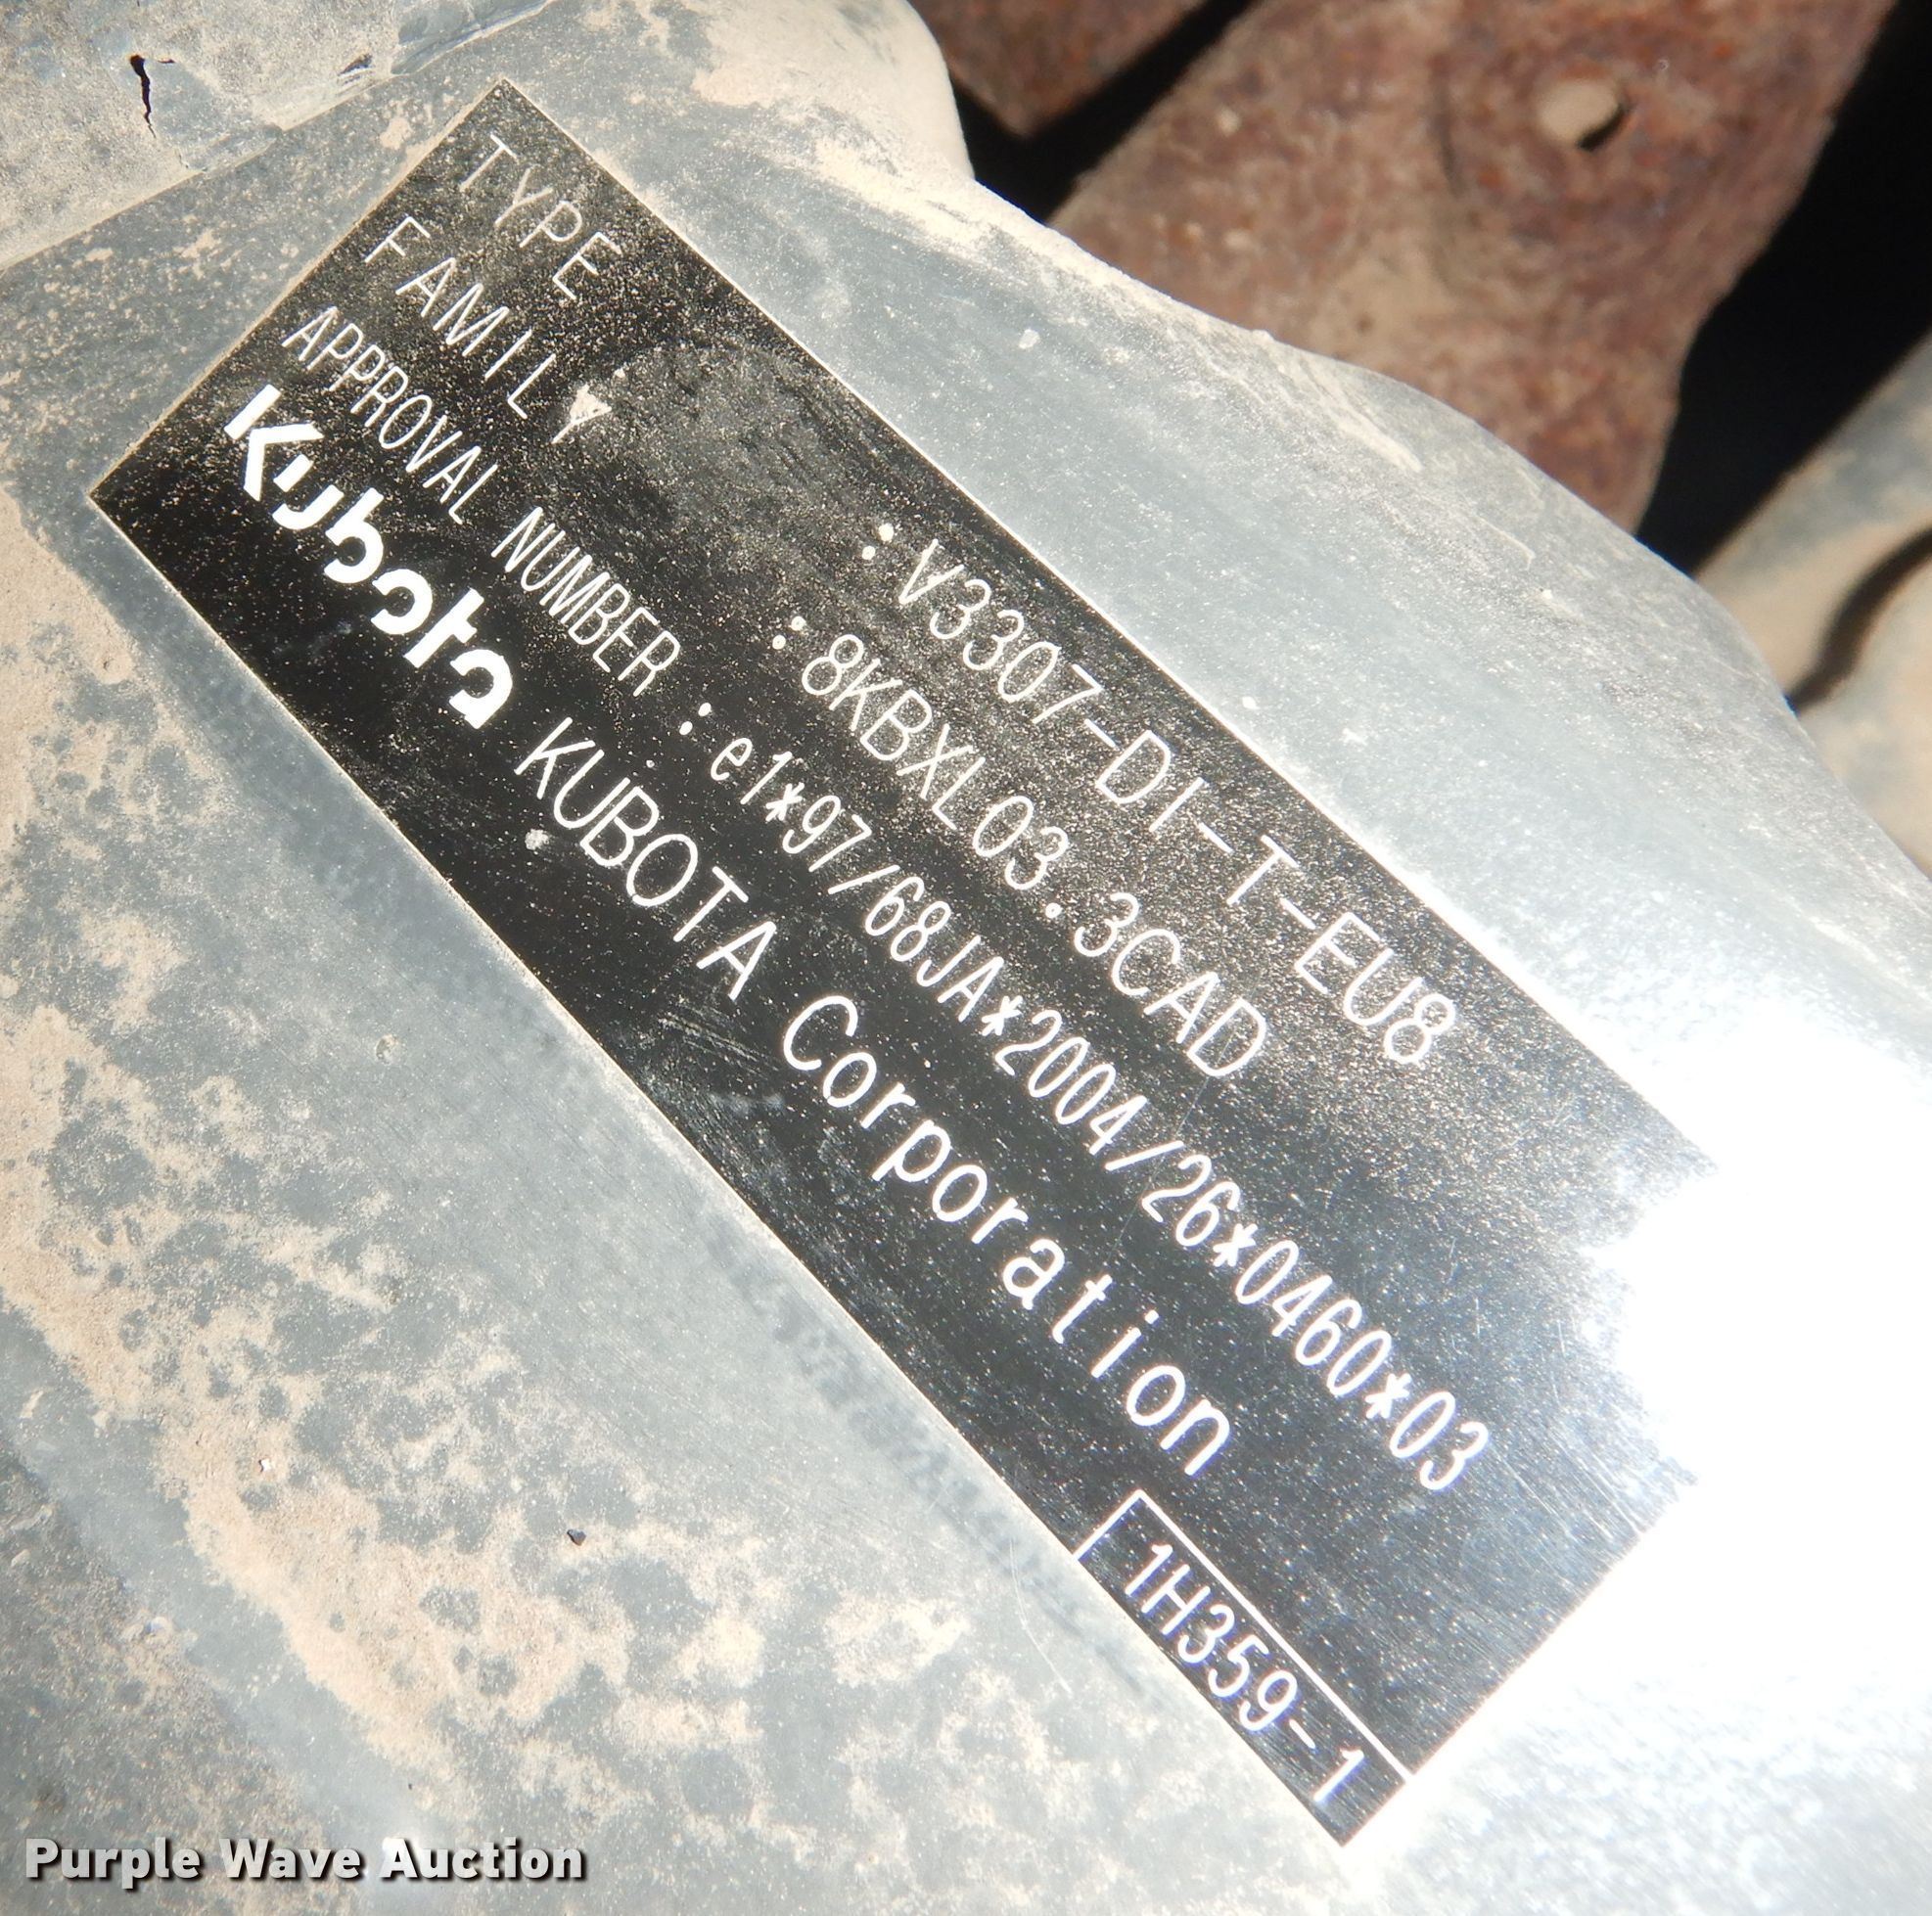 TYPE : V3307-DI-T-EU8
FAMILY : 8KBXL03.3CAD
APPROVAL NUMBER : e1*97/68JA*2004/26*0460*03
Kubota KUBOTA Corporation
1H359-1
Purple Wave Auction